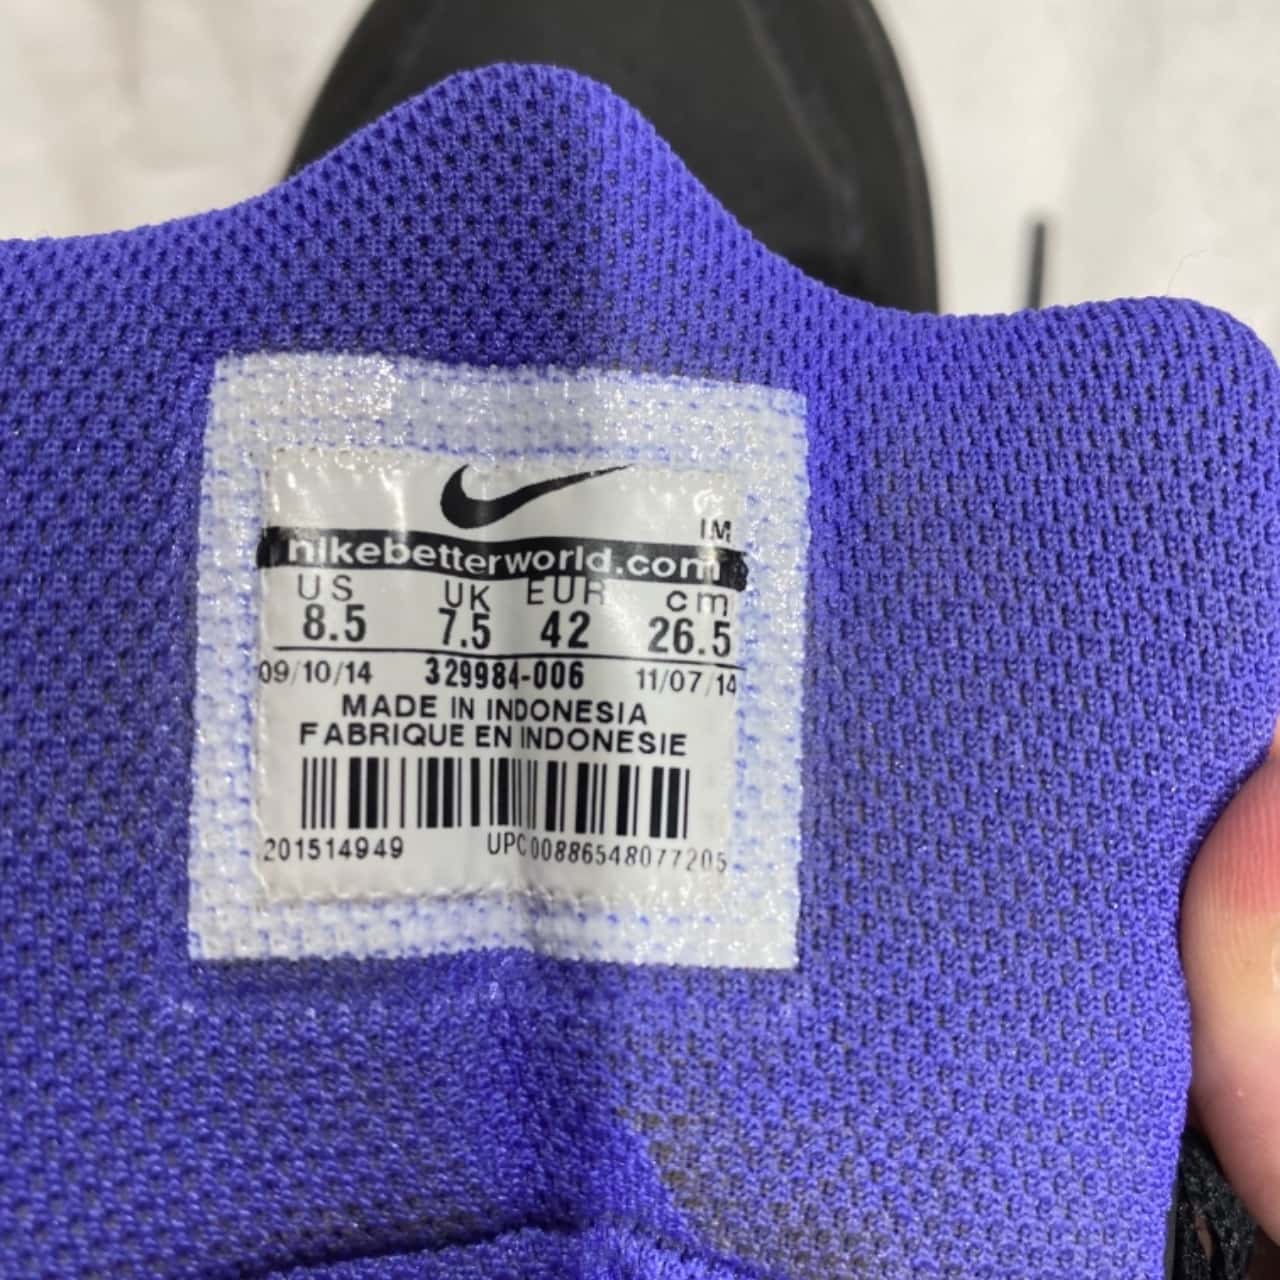 IM
nikebetterworld.com
US UK EUR cm
8.5 7.5 42 26.5
09/10/14 329984-006 11/07/14
MADE IN INDONESIA
FABRIQUE EN INDONESIE
201514949 UPC 00886548077205